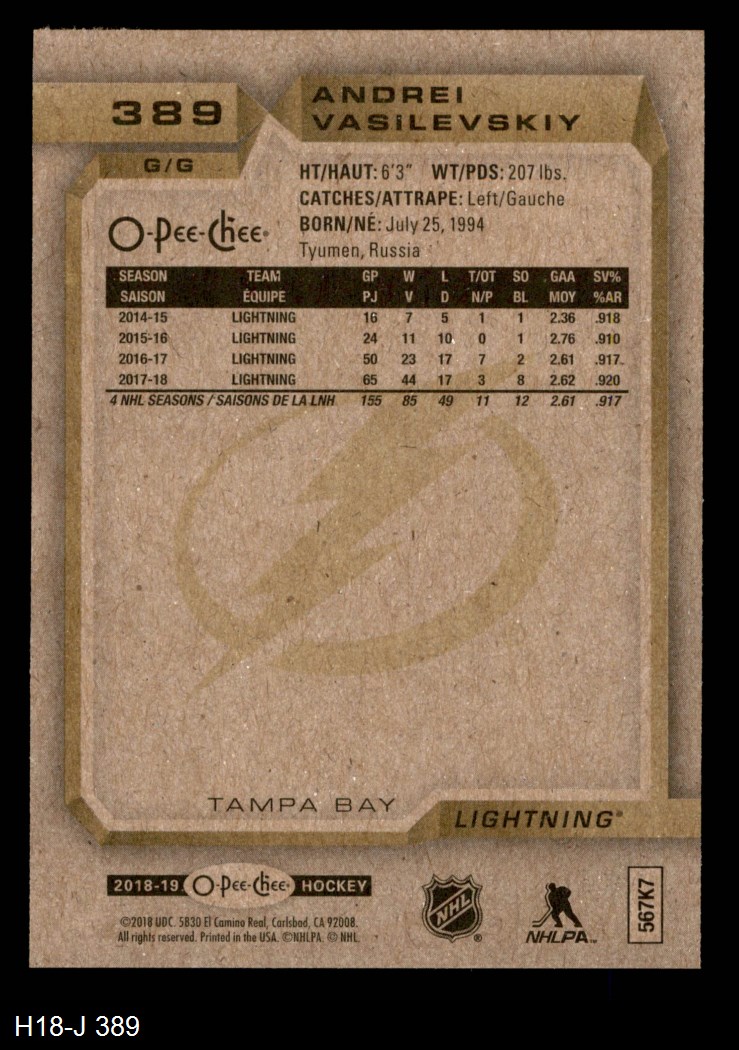 389
ANDREI
VASiLEVSKIY
G/G
HT/HAUT: 6'3" WT/PDS: 207 lbs.
CATCHES/ATTRAPE: Left/Gauche
BORN/NÉ: July 25, 1994
Tyumen, Russia
O-Pee-Chee®
SEASON TEAM GP W L T/OT SO GAA SV%
SAISON ÉQUIPE PJ V D N/P BL MOY %AR
2014-15 LIGHTNING 16 7 5 1 1 2.36 .918
2015-16 LIGHTNING 24 11 10 0 1 2.76 .910
2016-17 LIGHTNING 50 23 17 7 2 2.61 .917
2017-18 LIGHTNING 65 44 17 3 8 2.62 .920
4 NHL SEASONS / SAISONS DE LA LNH 155 85 49 11 12 2.61 .917
TAMPA BAY
LIGHTNING®
2018-19 O-Pee-Chee® HOCKEY
©2018 UDC. 5830 El Camino Real, Carlsbad, CA 92008.
All rights reserved. Printed in the USA. ©NHLPA. © NHL.
NHL ®
NHLPA™
567K7
H18-J 389